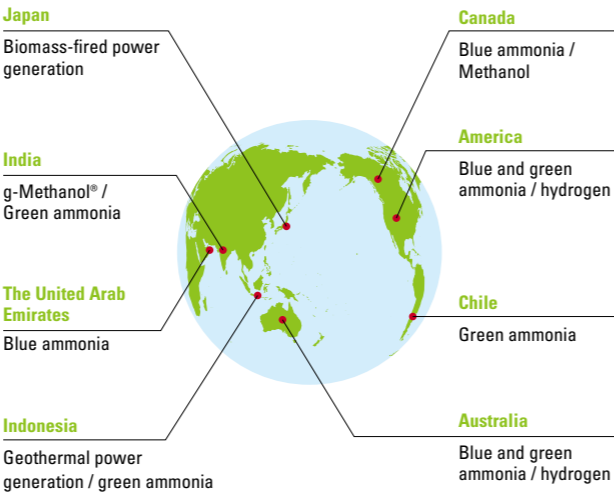 Japan
Biomass-fired power
generation
India
g-Methanol® /
Green ammonia
The United Arab
Emirates
Blue ammonia
Indonesia
Geothermal power
generation / green ammonia
Canada
Blue ammonia /
Methanol
America
Blue and green
ammonia / hydrogen
Chile
Green ammonia
Australia
Blue and green
ammonia / hydrogen